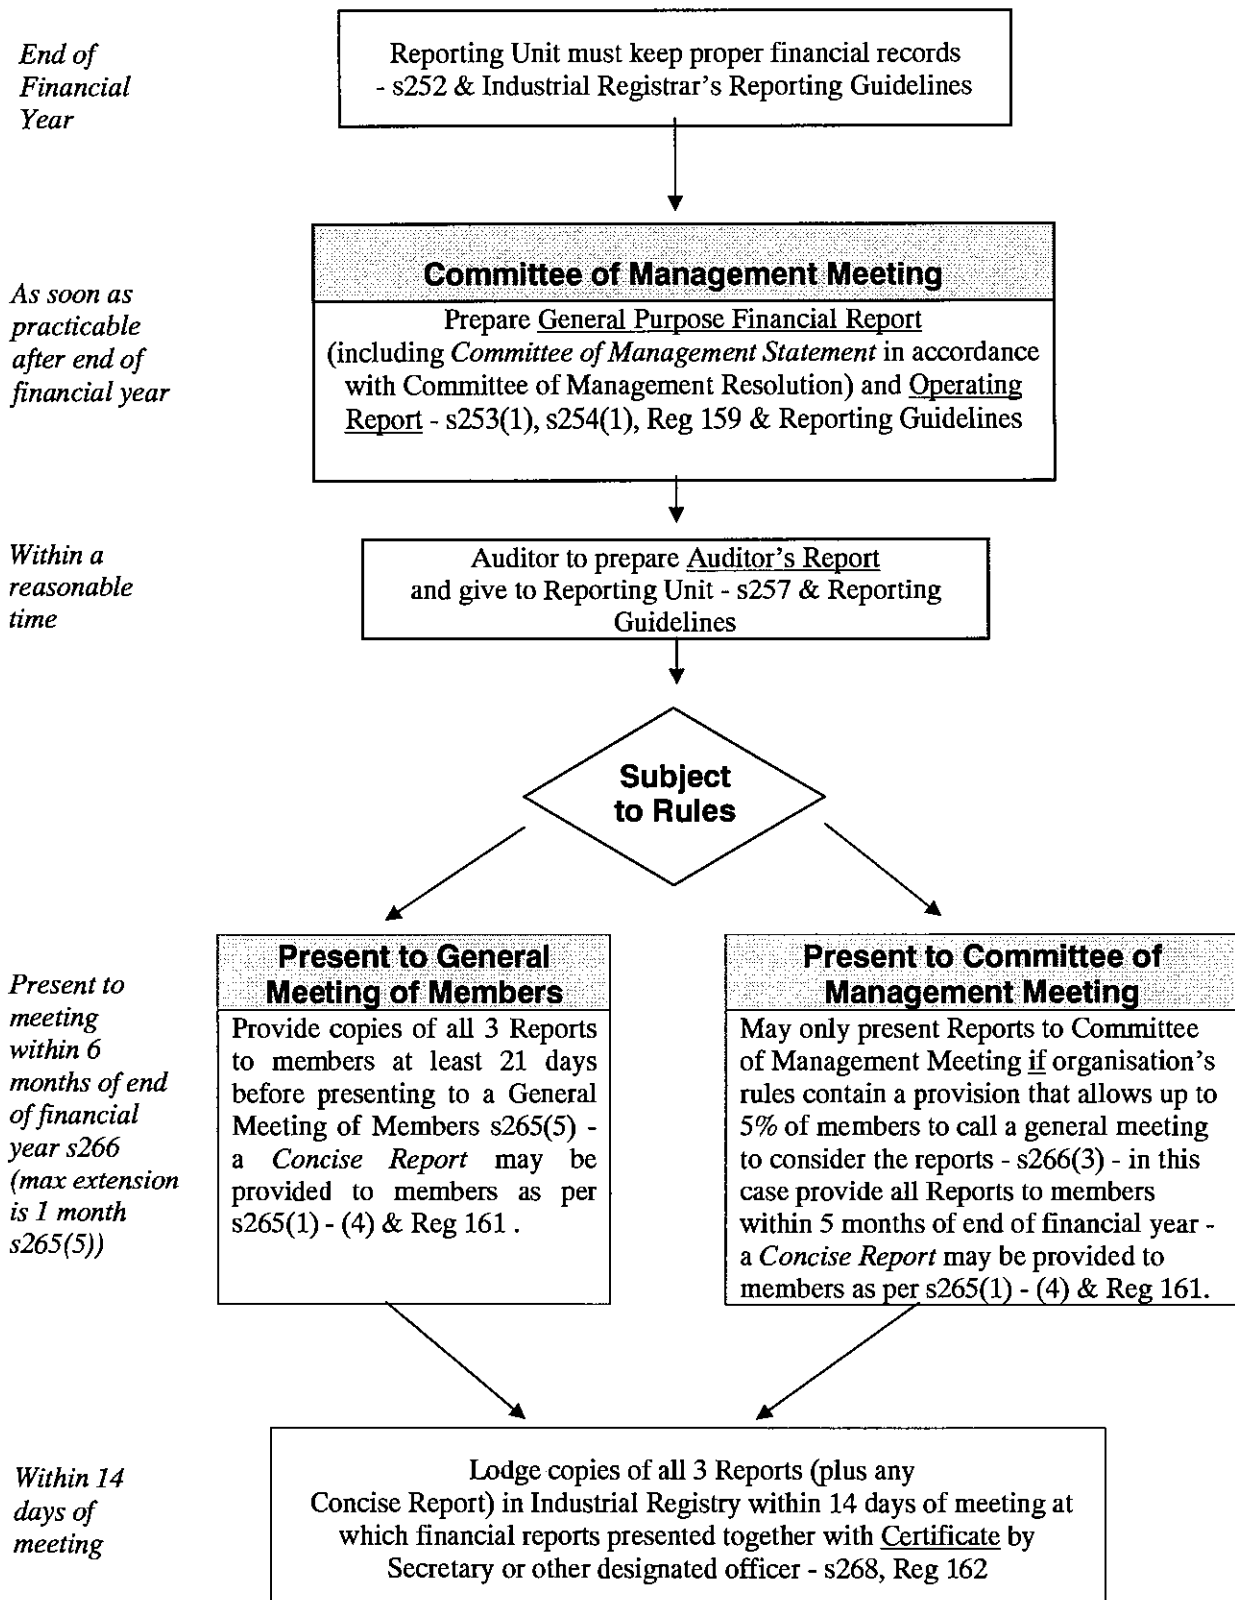 End of
Financial
Year
Reporting Unit must keep proper financial records
- s252 & Industrial Registrar's Reporting Guidelines
As soon as
practicable
after end of
financial year
Committee of Management Meeting
Prepare General Purpose Financial Report
(including Committee of Management Statement in accordance
with Committee of Management Resolution) and Operating
Report - s253(1), s254(1), Reg 159 & Reporting Guidelines
Within a
reasonable
time
Auditor to prepare Auditor's Report
and give to Reporting Unit - s257 & Reporting
Guidelines
Subject
to Rules
Present to
meeting
within 6
months of end
of financial
year s266
(max extension
is 1 month
s265(5))
Present to General
Meeting of Members
Provide copies of all 3 Reports
to members at least 21 days
before presenting to a General
Meeting of Members s265(5) -
a Concise Report may be
provided to members as per
s265(1) - (4) & Reg 161 .
Present to Committee of
Management Meeting
May only present Reports to Committee
of Management Meeting if organisation's
rules contain a provision that allows up to
5% of members to call a general meeting
to consider the reports - s266(3) - in this
case provide all Reports to members
within 5 months of end of financial year -
a Concise Report may be provided to
members as per s265(1) - (4) & Reg 161.
Within 14
days of
meeting
Lodge copies of all 3 Reports (plus any
Concise Report) in Industrial Registry within 14 days of meeting at
which financial reports presented together with Certificate by
Secretary or other designated officer - s268, Reg 162